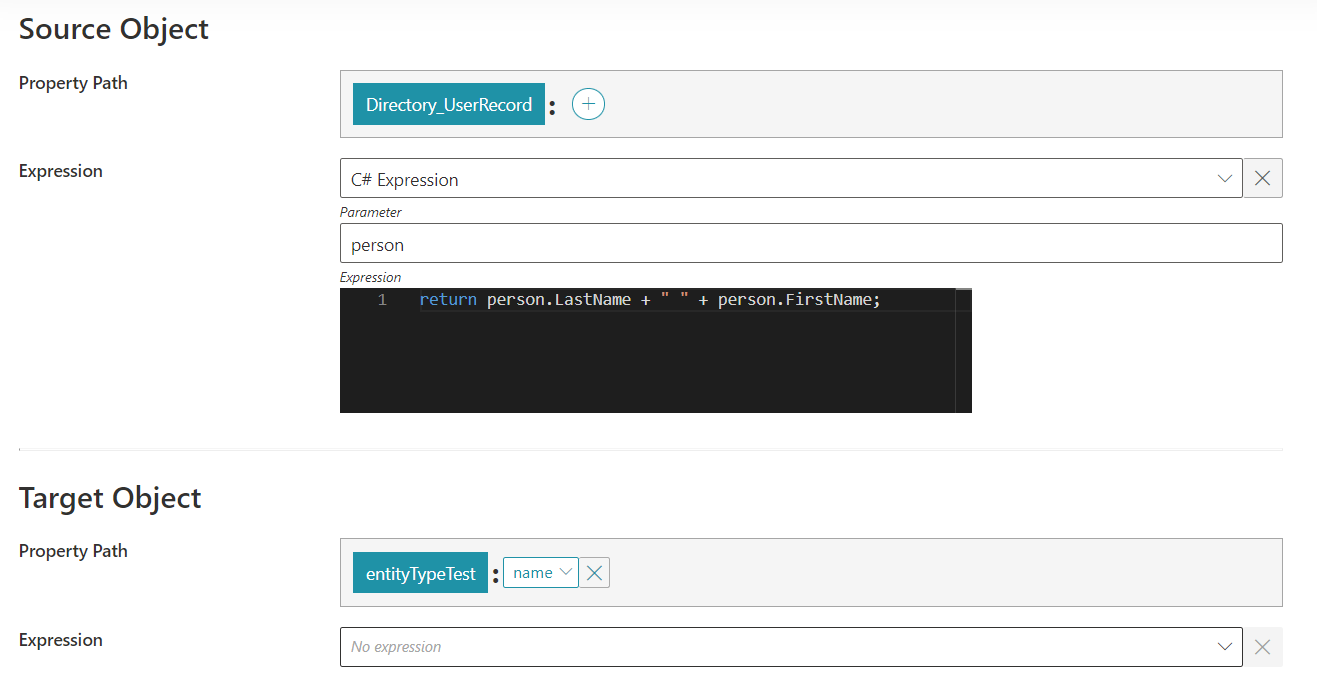 Source Object
Property Path
Directory_UserRecord :
Expression
C# Expression
Parameter
person
Expression
1 return person.LastName + " " + person.FirstName;
Target Object
Property Path
entityTypeTest : name
Expression
No expression